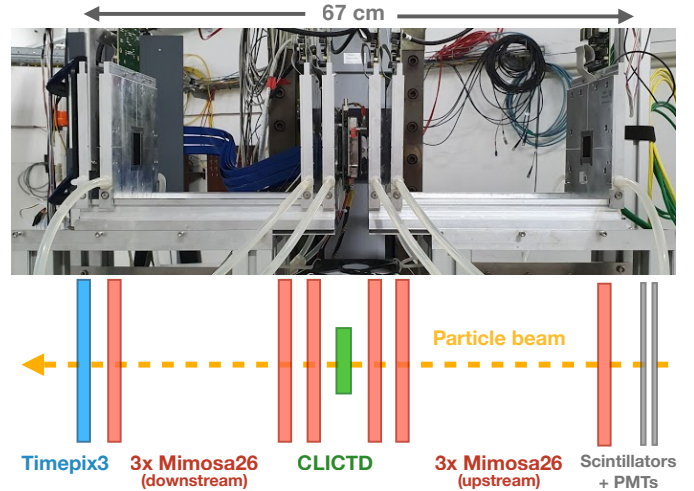 67 cm
Particle beam
Timepix3
3x Mimosa26
(downstream)
CLICTD
3x Mimosa26
(upstream)
Scintillators
+ PMTs